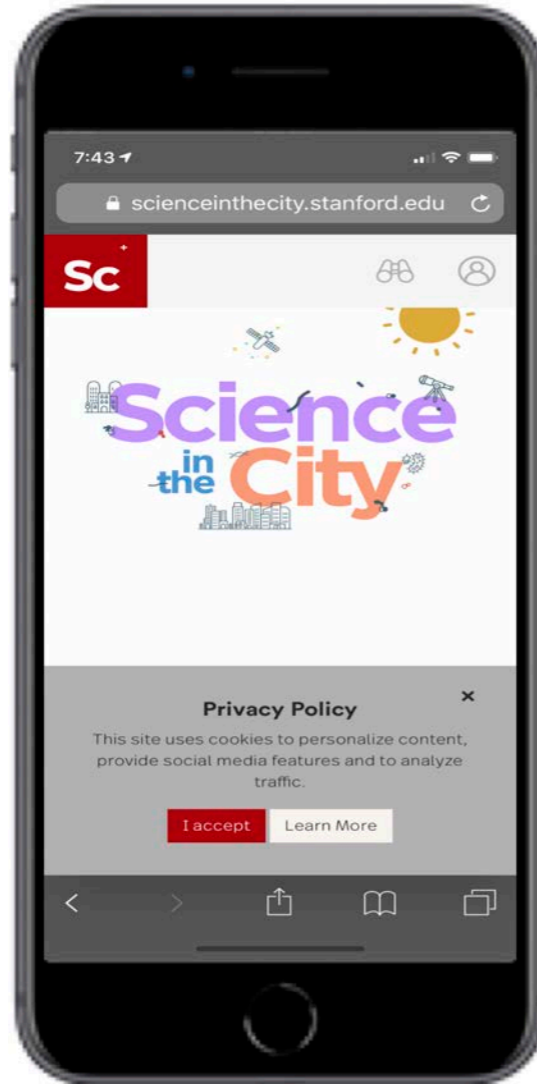 7:43
scienceinthecity.stanford.edu
Sc
Science
in
the City
Privacy Policy
This site uses cookies to personalize content,
provide social media features and to analyze
traffic.
I accept Learn More